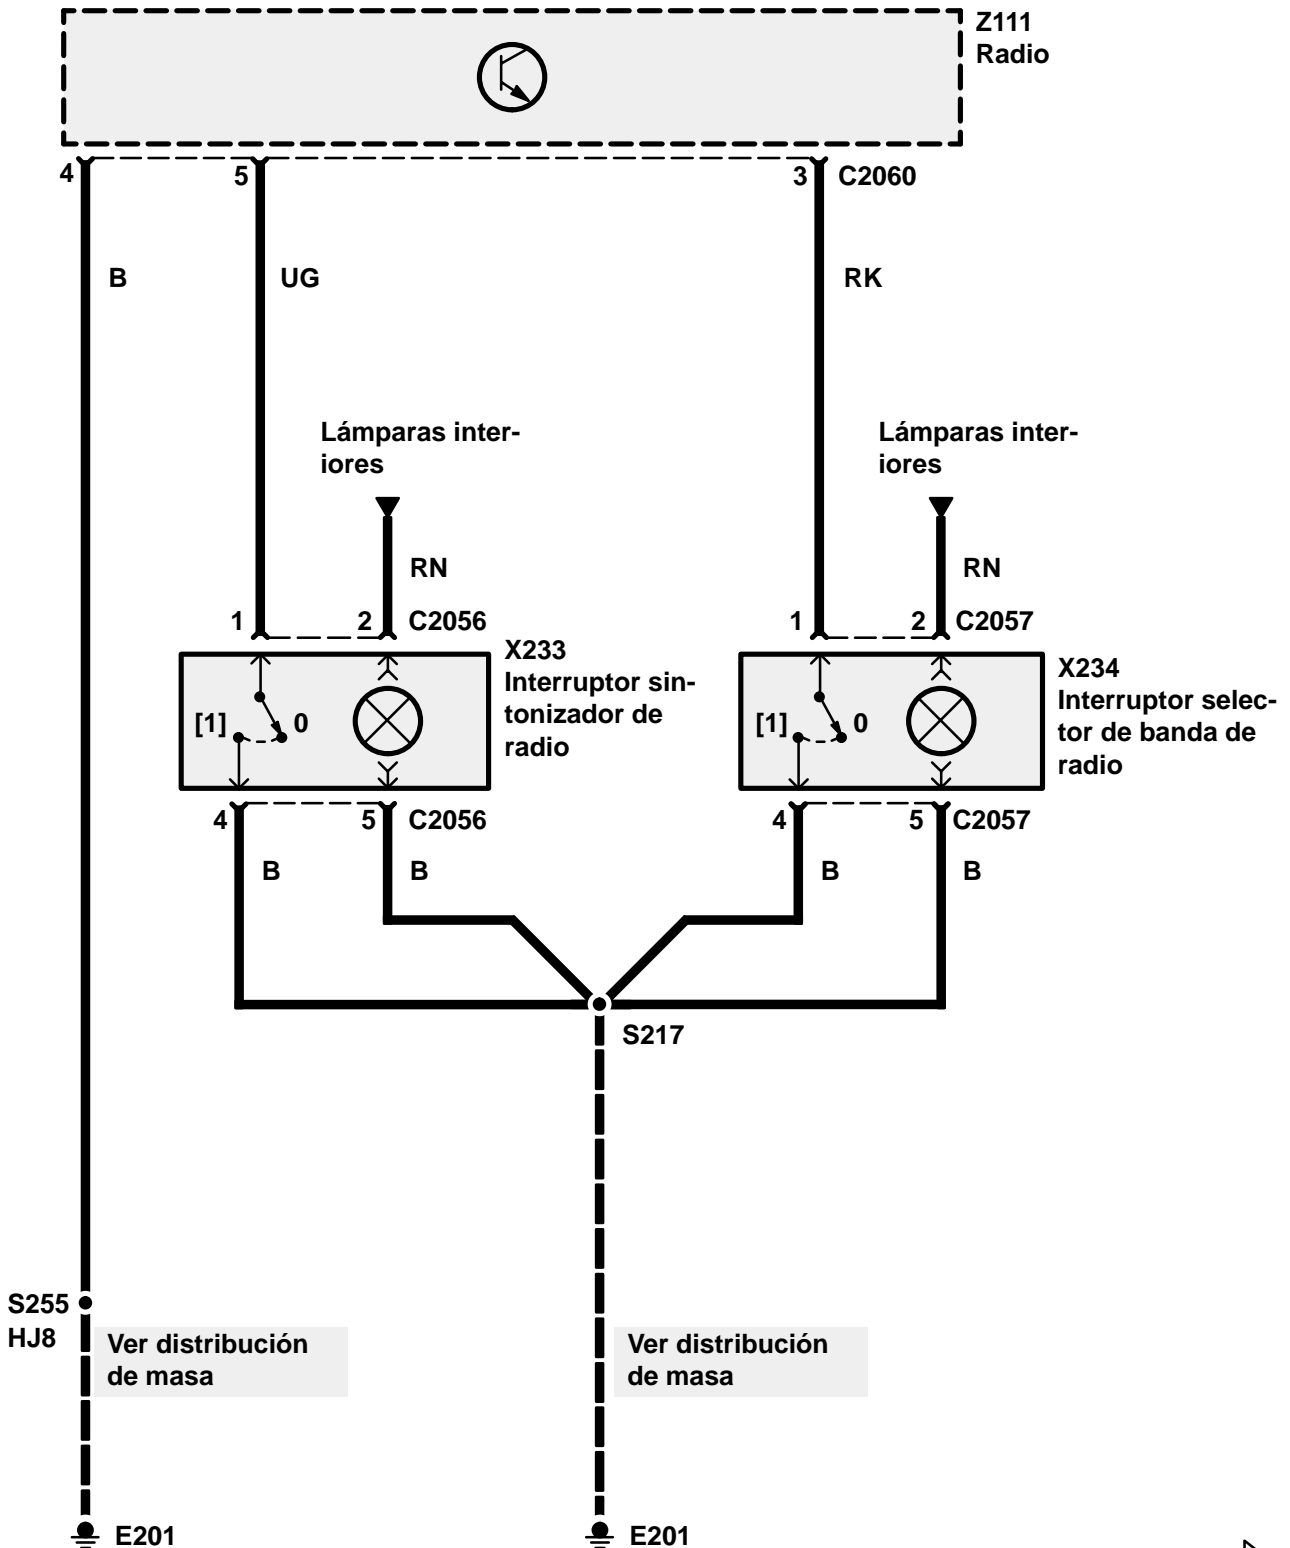 Z111
Radio
4
5
3
C2060
B
UG
RK
Lámparas inter-
iores
Lámparas inter-
iores
RN
RN
1
2
C2056
1
2
C2057
X233
Interruptor sin-
tonizador de
radio
[1]
0
X234
Interruptor selec-
tor de banda de
radio
[1]
0
4
5
C2056
4
5
C2057
B
B
B
B
S217
S255
HJ8
Ver distribución
de masa
Ver distribución
de masa
E201
E201